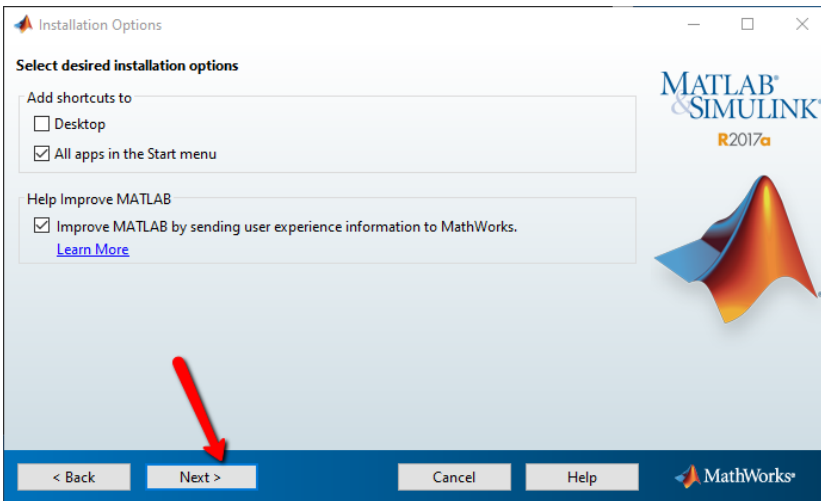 Installation Options
Select desired installation options
Add shortcuts to
Desktop
All apps in the Start menu
Help Improve MATLAB
Improve MATLAB by sending user experience information to MathWorks.
Learn More
MATLAB®
&SIMULINK®
R2017a
< Back Next > Cancel Help MathWorks®